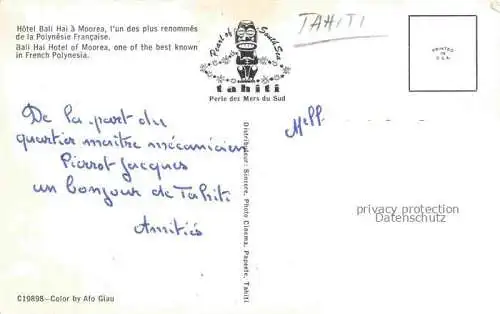 Hôtel Bali Hai à Moorea, l'un des plus renommés
de la Polynésie Française.
Bali Hai Hotel of Moorea, one of the best known
in French Polynesia.
TAHITI
Pearl of South Sea
tahiti
Perle des Mers du Sud
PRINTED
IN
U.S.A.
De la part du
quartier maître mécanicien
Pierrot Jacques
un bonjour de Tahiti
Amitiés
Distributeur: Sincere, Photo Cinema, Papeete, Tahiti
privacy protection
Datenschutz
C19898—Color by Afo Giau